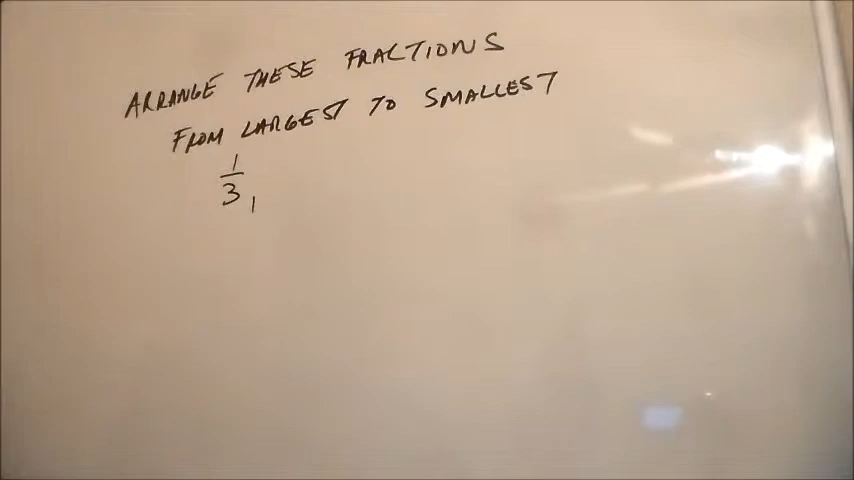 ARRANGE THESE FRACTIONS
FROM LARGEST TO SMALLEST
1/3,